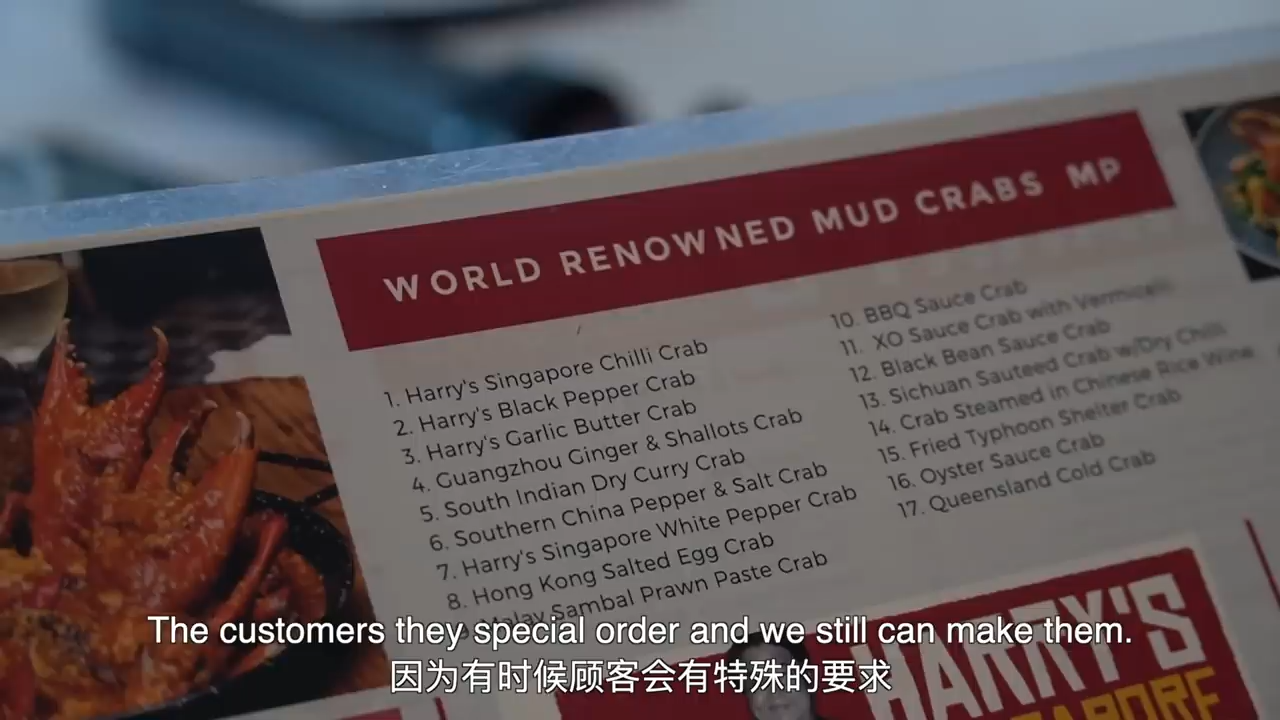 WORLD RENOWNED MUD CRABS MP
1. Harry's Singapore Chilli Crab
2. Harry's Black Pepper Crab
3. Harry's Garlic Butter Crab
4. Guangzhou Ginger & Shallots Crab
5. South Indian Dry Curry Crab
6. Southern China Pepper & Salt Crab
7. Harry's Singapore White Pepper Crab
8. Hong Kong Salted Egg Crab
9. Malay Sambal Prawn Paste Crab
10. BBQ Sauce Crab
11. XO Sauce Crab with Vermicelli
12. Black Bean Sauce Crab
13. Sichuan Sauteed Crab w/Dry Chilli
14. Crab Steamed in Chinese Rice Wine
15. Fried Typhoon Shelter Crab
16. Oyster Sauce Crab
17. Queensland Cold Crab
HARRY'S
The customers they special order and we still can make them.
因为有时候顾客会有特殊的要求